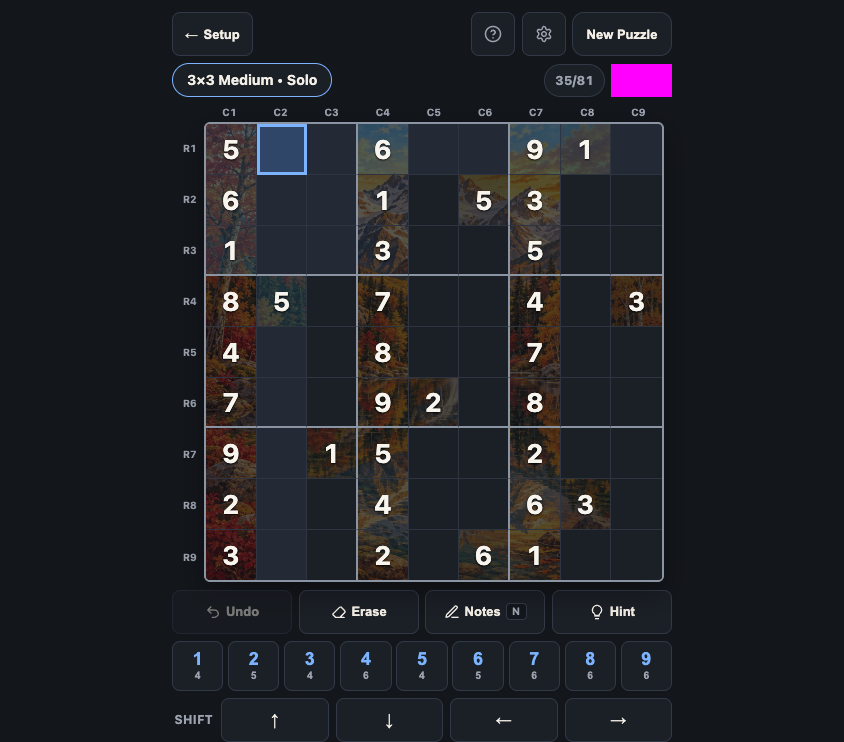 ← Setup
New Puzzle
3×3 Medium • Solo
35/81
C1 C2 C3 C4 C5 C6 C7 C8 C9
R1 5 6 9 1
R2 6 1 5 3
R3 1 3 5
R4 8 5 7 4 3
R5 4 8 7
R6 7 9 2 8
R7 9 1 5 2
R8 2 4 6 3
R9 3 2 6 1
Undo Erase Notes N Hint
1 2 3 4 5 6 7 8 9
4 5 4 6 4 5 6 6 6
SHIFT ↑ ↓ ← →